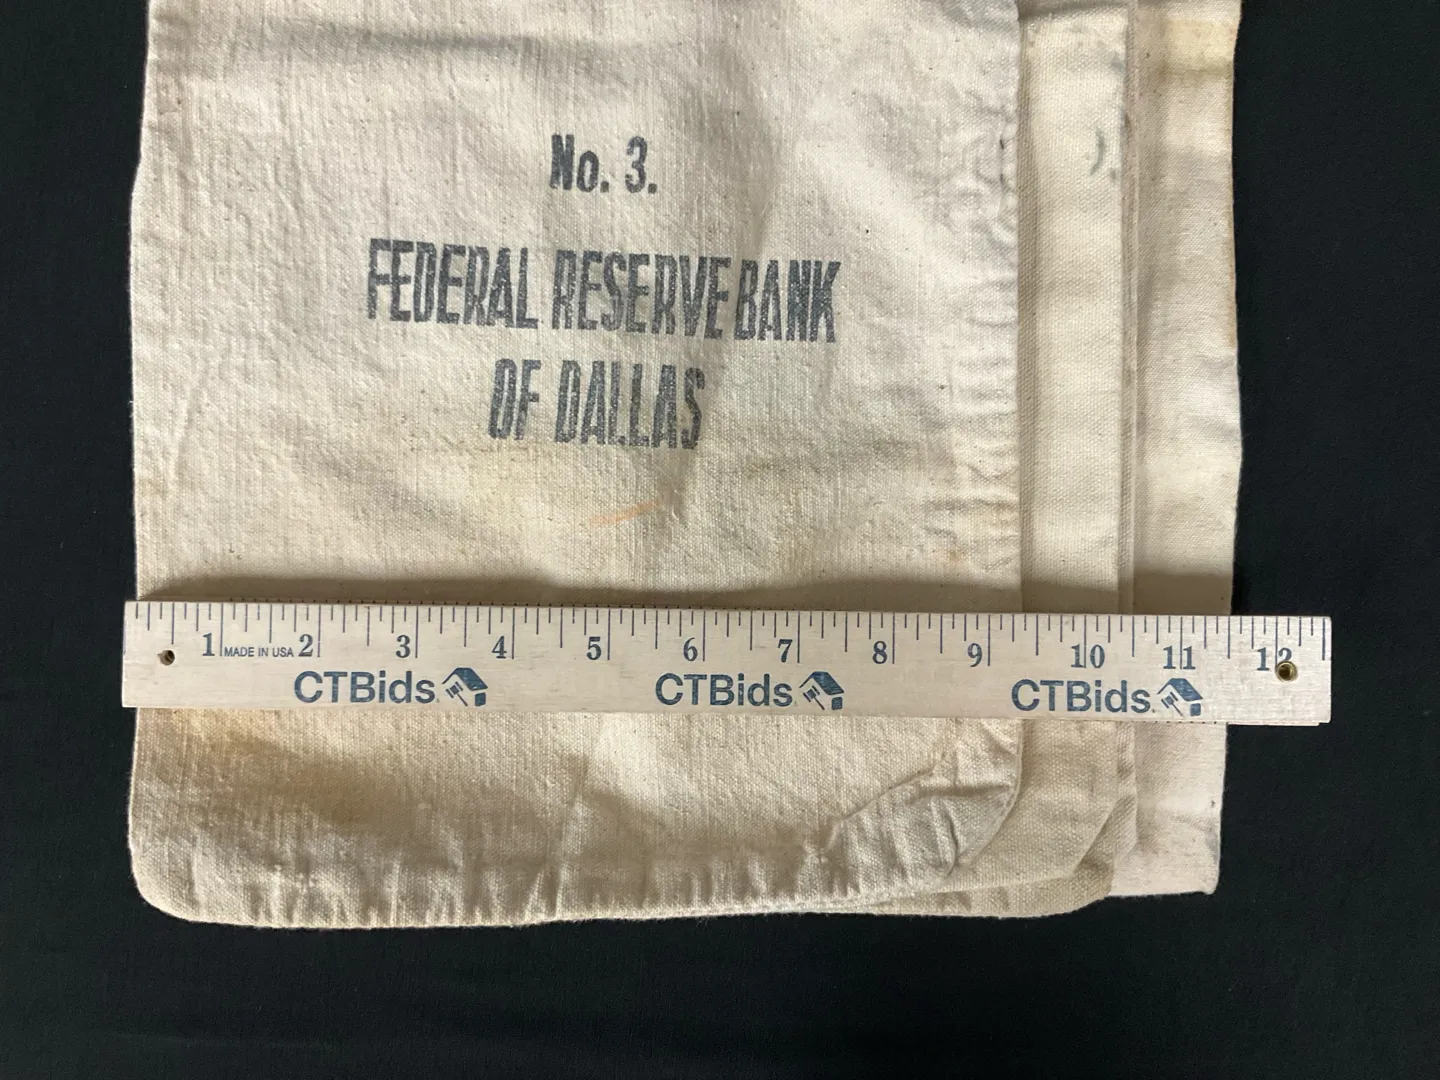 No. 3.
FEDERAL RESERVE BANK
OF DALLAS
1 MADE IN USA 2 3 4 5 6 7 8 9 10 11 12
CTBids CTBids CTBids